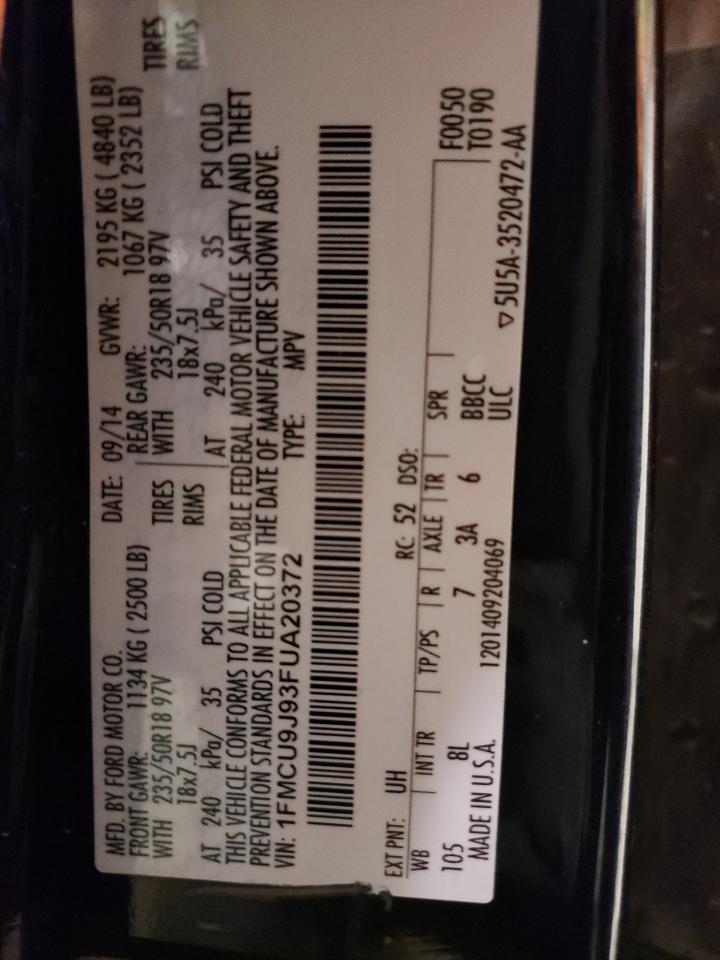 MFD. BY FORD MOTOR CO. DATE: 09/14 GVWR: 2195 KG ( 4840 LB)
FRONT GAWR: 1134 KG ( 2500 LB) REAR GAWR: 1067 KG ( 2352 LB)
WITH 235/50R18 97V TIRES WITH 235/50R18 97V TIRES
18x7.5J RIMS 18x7.5J RIMS
AT 240 kPa/ 35 PSI COLD AT 240 kPa/ 35 PSI COLD
THIS VEHICLE CONFORMS TO ALL APPLICABLE FEDERAL MOTOR VEHICLE SAFETY AND THEFT
PREVENTION STANDARDS IN EFFECT ON THE DATE OF MANUFACTURE SHOWN ABOVE.
VIN: 1FMCU9J93FUA20372 TYPE: MPV
EXT PNT: UH RC: 52 DSO:
WB INT TR TP/PS R AXLE TR SPR F0050
105 8L 7 3A 6 BBCC T0190
MADE IN U.S.A. 1201409204069 ULC ▽5U5A-3520472-AA